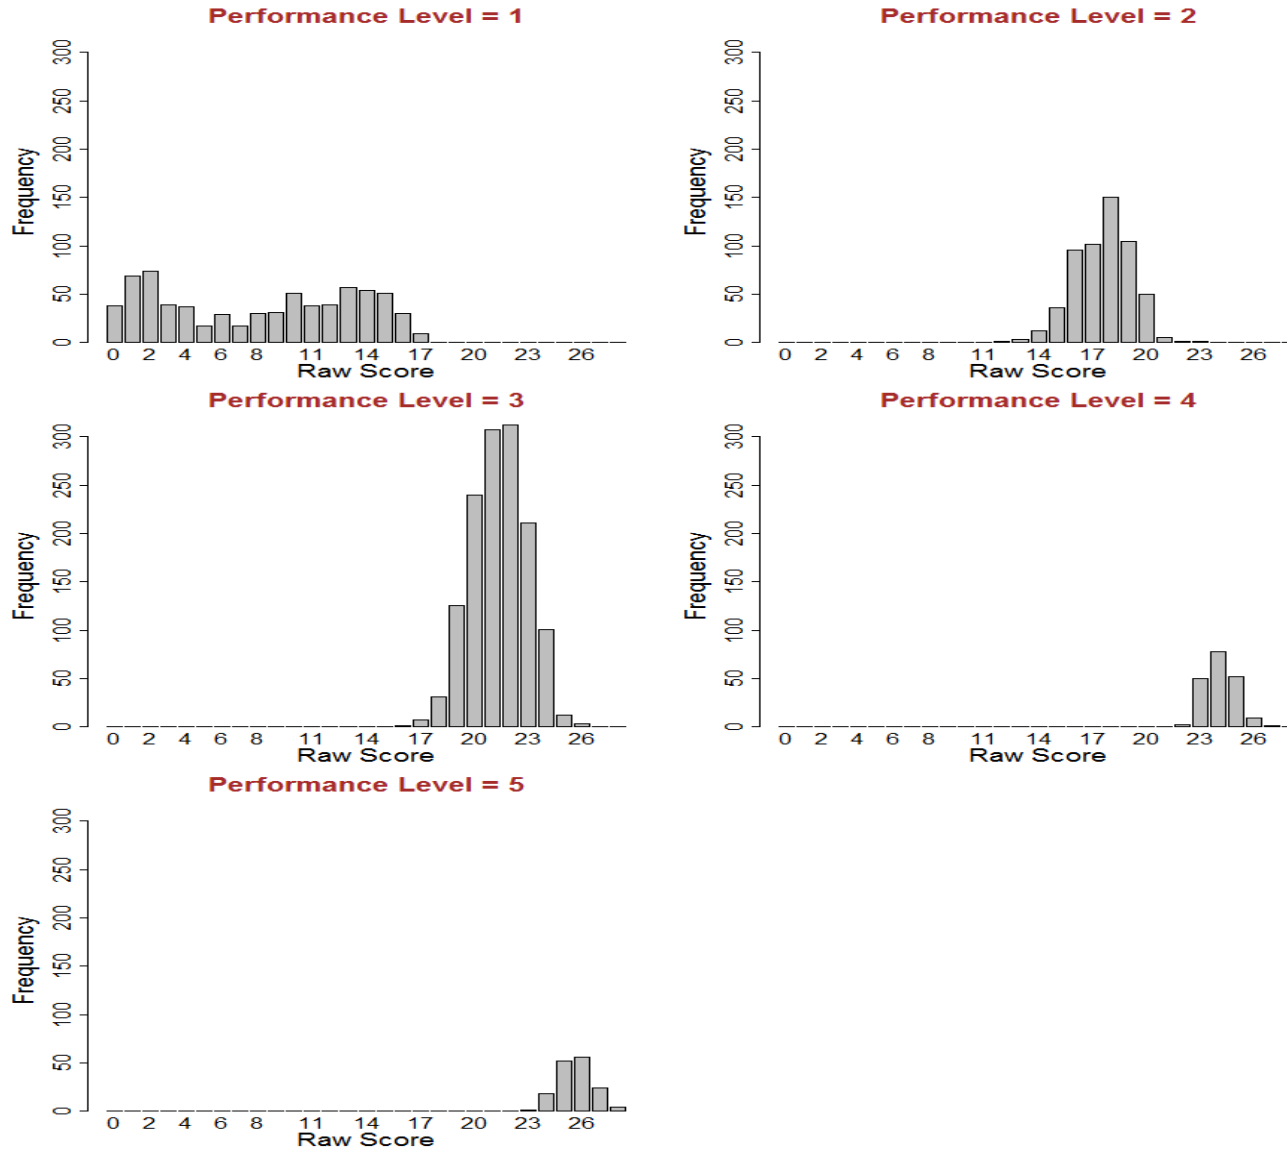 Performance Level = 1
Frequency
0 50 100 150 200 250 300
0 2 4 6 8 11 14 17 20 23 26
Raw Score
Performance Level = 2
Frequency
0 50 100 150 200 250 300
0 2 4 6 8 11 14 17 20 23 26
Raw Score
Performance Level = 3
Frequency
0 50 100 150 200 250 300
0 2 4 6 8 11 14 17 20 23 26
Raw Score
Performance Level = 4
Frequency
0 50 100 150 200 250 300
0 2 4 6 8 11 14 17 20 23 26
Raw Score
Performance Level = 5
Frequency
0 50 100 150 200 250 300
0 2 4 6 8 11 14 17 20 23 26
Raw Score